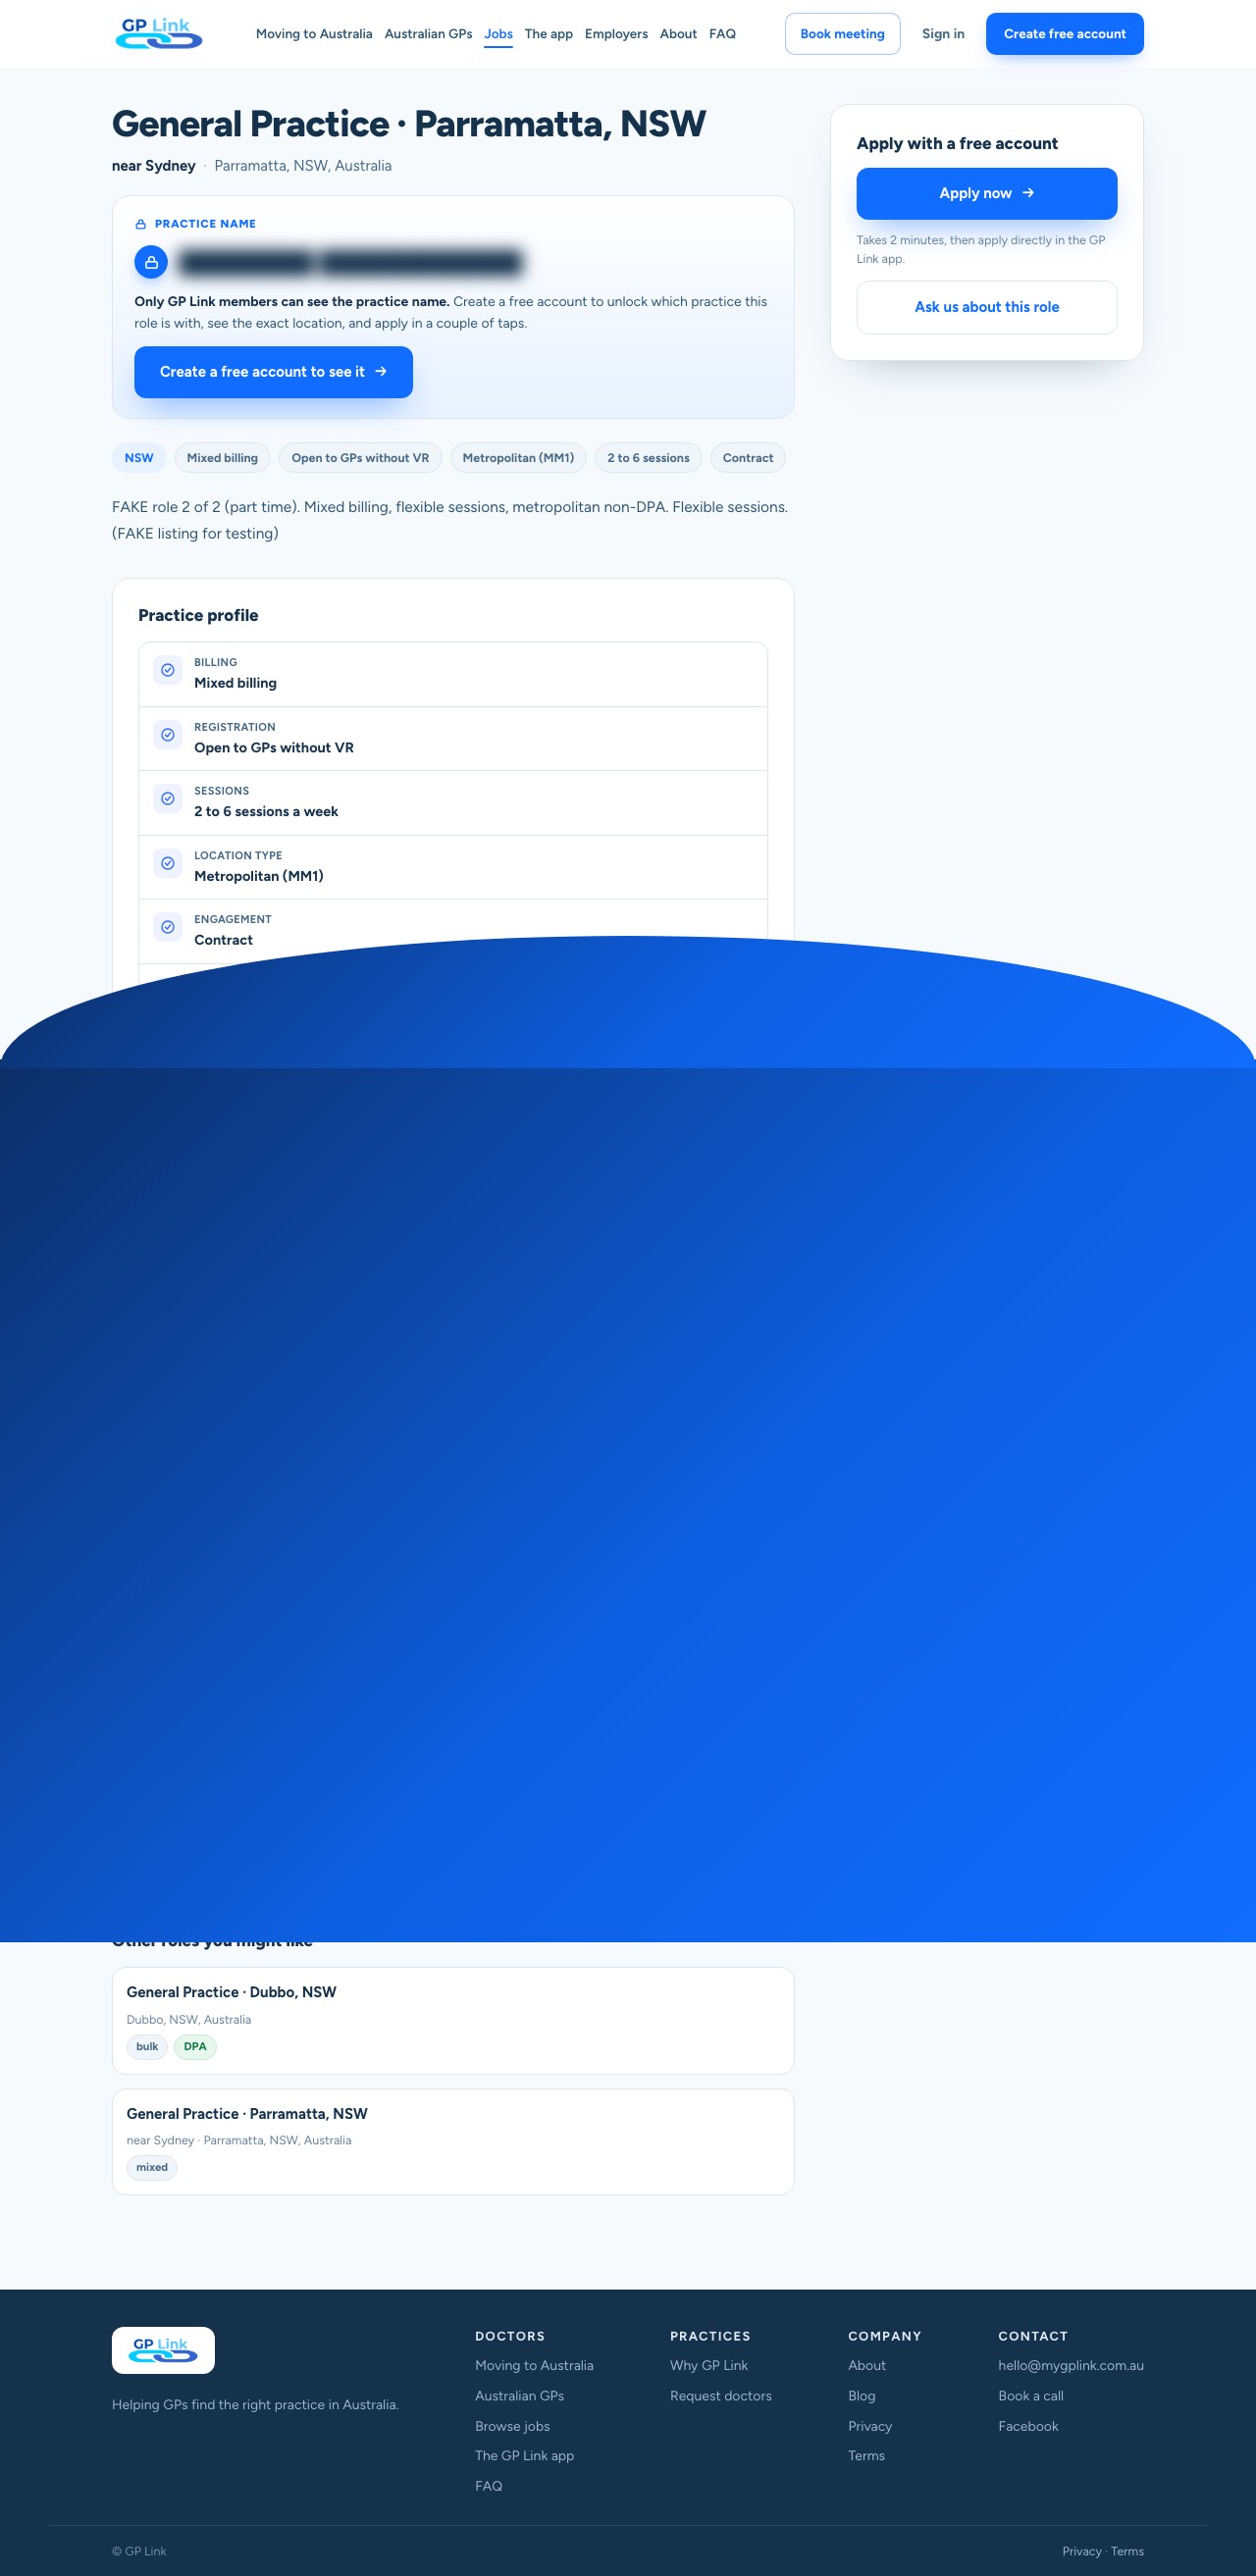 GP Link
Moving to Australia Australian GPs Jobs The app Employers About FAQ Book meeting Sign in Create free account
General Practice · Parramatta, NSW
near Sydney · Parramatta, NSW, Australia
PRACTICE NAME
Only GP Link members can see the practice name. Create a free account to unlock which practice this
role is with, see the exact location, and apply in a couple of taps.
Create a free account to see it →
NSW Mixed billing Open to GPs without VR Metropolitan (MM1) 2 to 6 sessions Contract
FAKE role 2 of 2 (part time). Mixed billing, flexible sessions, metropolitan non-DPA. Flexible sessions.
(FAKE listing for testing)
Apply with a free account
Apply now →
Takes 2 minutes, then apply directly in the GP
Link app.
Ask us about this role
Practice profile
BILLING
Mixed billing
REGISTRATION
Open to GPs without VR
SESSIONS
2 to 6 sessions a week
LOCATION TYPE
Metropolitan (MM1)
ENGAGEMENT
Contract
Other roles you might like
General Practice · Dubbo, NSW
Dubbo, NSW, Australia
bulk DPA
General Practice · Parramatta, NSW
near Sydney · Parramatta, NSW, Australia
mixed
GP Link
Helping GPs find the right practice in Australia.
DOCTORS
Moving to Australia
Australian GPs
Browse jobs
The GP Link app
FAQ
PRACTICES
Why GP Link
Request doctors
COMPANY
About
Blog
Privacy
Terms
CONTACT
hello@mygplink.com.au
Book a call
Facebook
© GP Link
Privacy · Terms